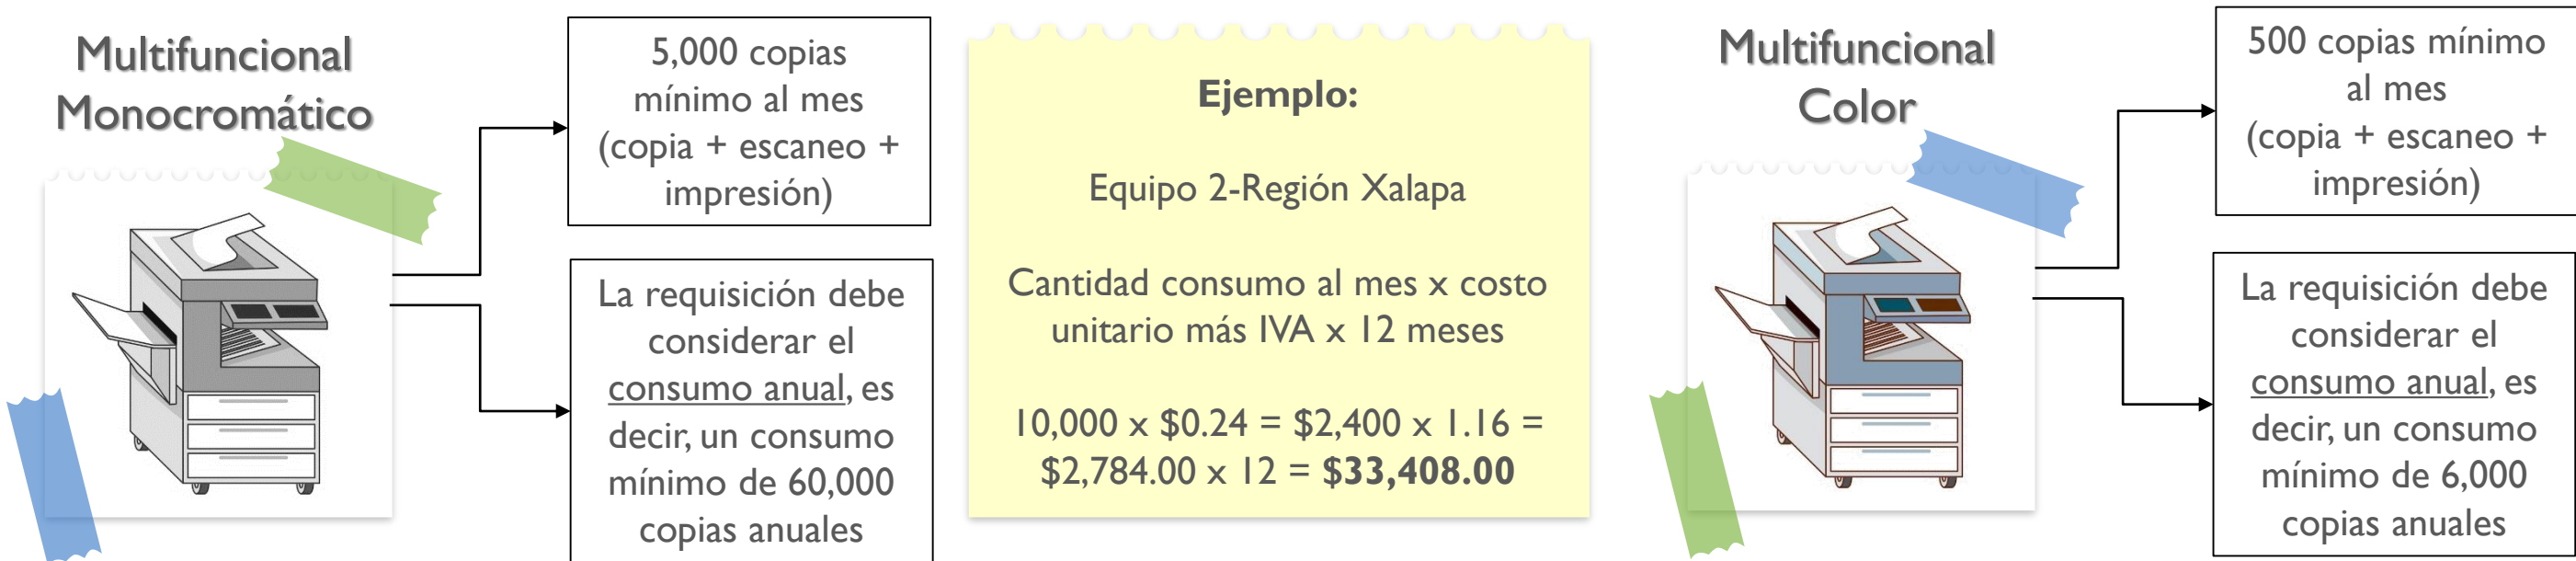 Multifuncional
Monocromático
5,000 copias
mínimo al mes
(copia + escaneo +
impresión)
La requisición debe
considerar el
consumo anual, es
decir, un consumo
mínimo de 60,000
copias anuales
Ejemplo:
Equipo 2-Región Xalapa
Cantidad consumo al mes x costo
unitario más IVA x 12 meses
10,000 x $0.24 = $2,400 x 1.16 =
$2,784.00 x 12 = $33,408.00
Multifuncional
Color
500 copias mínimo
al mes
(copia + escaneo +
impresión)
La requisición debe
considerar el
consumo anual, es
decir, un consumo
mínimo de 6,000
copias anuales